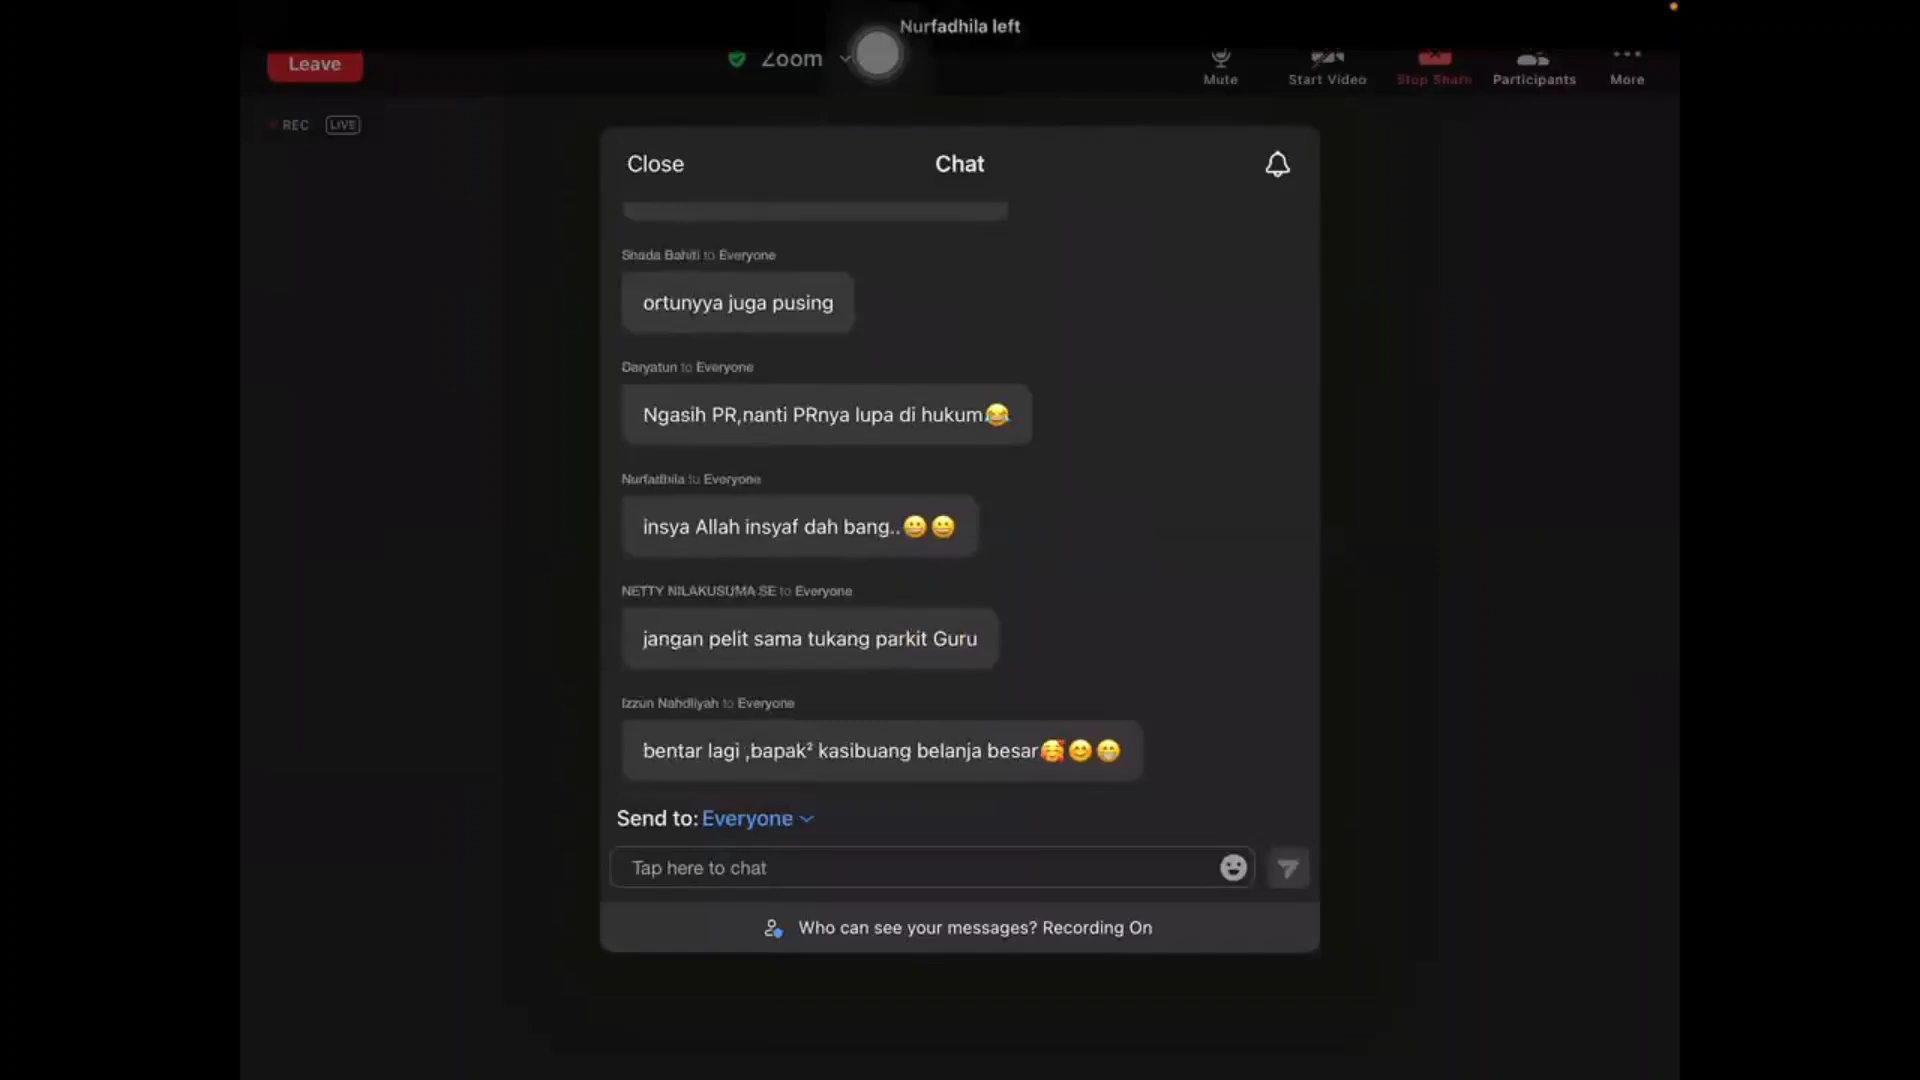 Nurfadhila left
Leave
Zoom
Mute
Start Video
Stop Share
Participants
More
REC
LIVE
Close
Chat
Shada Bahiti to Everyone
ortunyya juga pusing
Daryatun to Everyone
Ngasih PR,nanti PRnya lupa di hukum😂
Nurfadhila to Everyone
insya Allah insyaf dah bang..😀😀
NETTY NILAKUSUMA SE to Everyone
jangan pelit sama tukang parkit Guru
Izzun Nahdliyah to Everyone
bentar lagi ,bapak² kasibuang belanja besar🥰😊😁
Send to: Everyone
Tap here to chat
Who can see your messages? Recording On